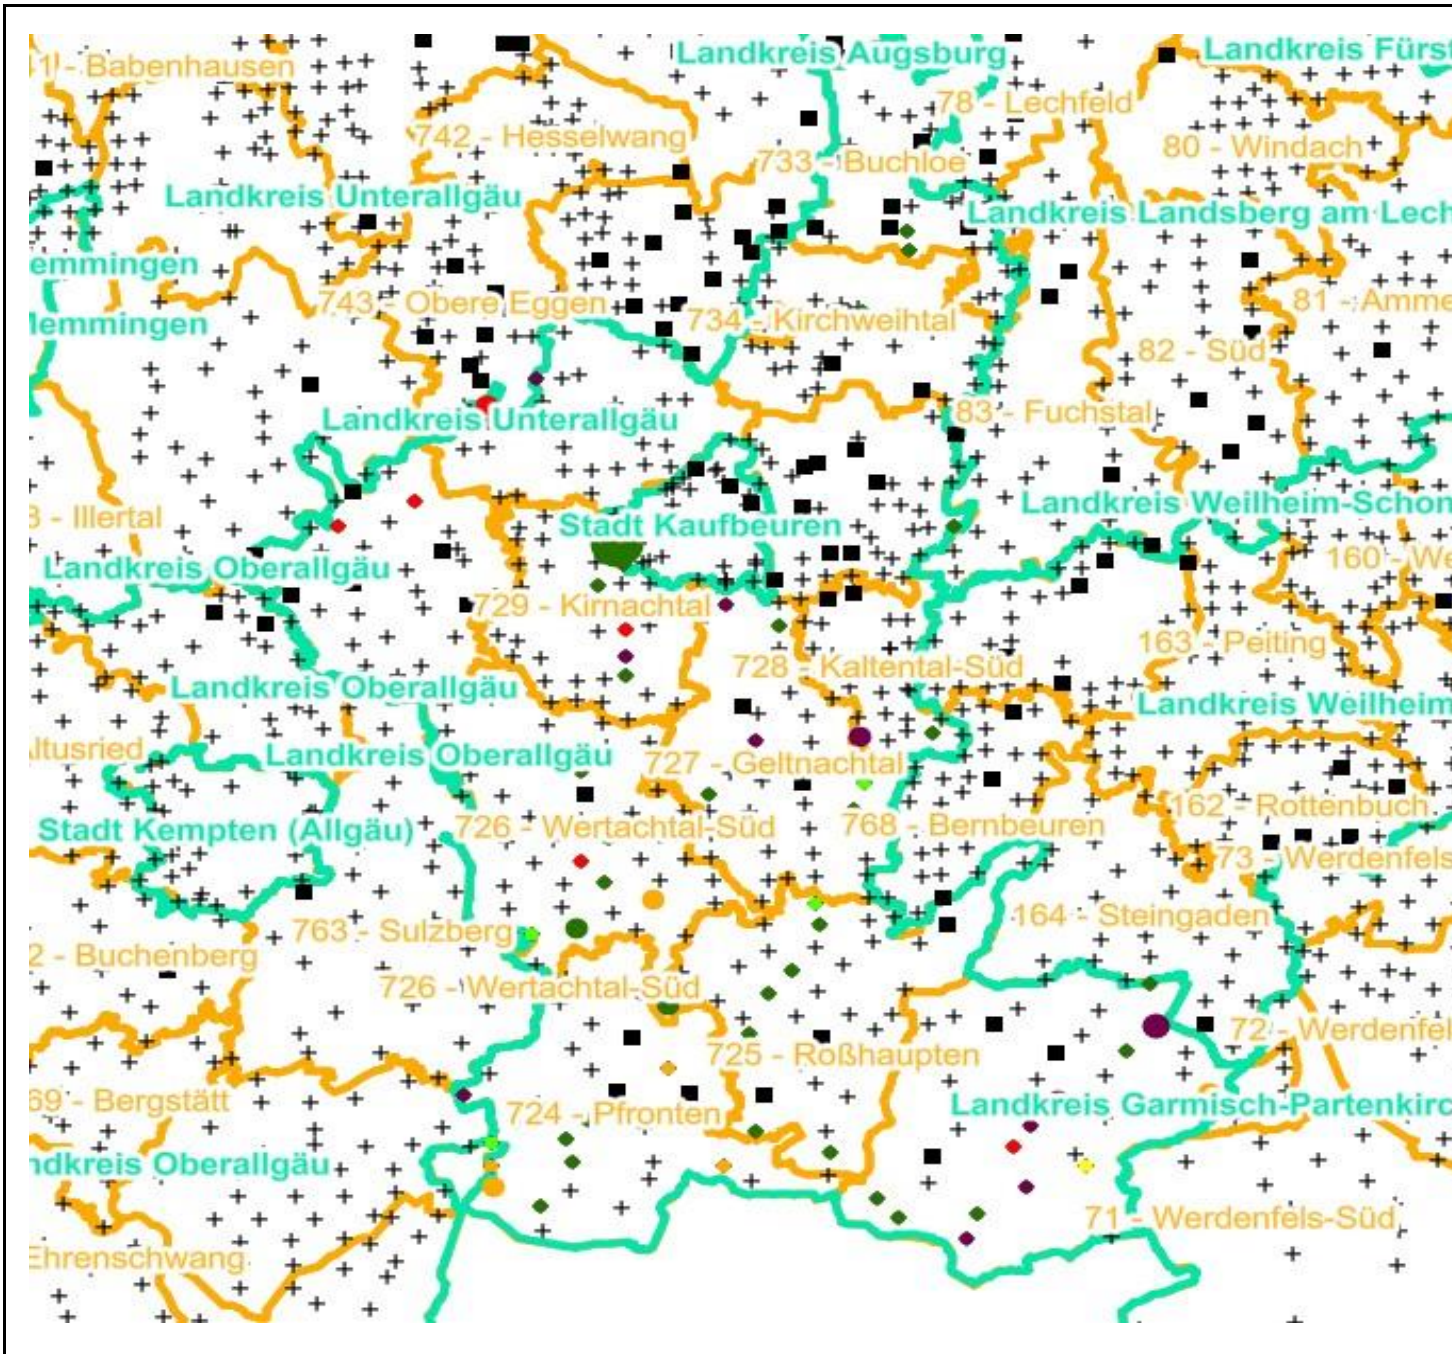 Landkreis Augsburg
Landkreis Fürs
41 - Babenhausen
78 - Lechfeld
742 - Hesselwang
80 - Windach
733 - Buchloe
Landkreis Unterallgäu
Landkreis Landsberg am Lech
emmingen
743 - Obere Eggen
81 - Amme
734 - Kirchweihtal
Memmingen
82 - Süd
Landkreis Unterallgäu
83 - Fuchstal
Landkreis Weilheim-Schon
8 - Illertal
Stadt Kaufbeuren
160 - We
Landkreis Oberallgäu
729 - Kirnachtal
163 - Peiting
728 - Kaltental-Süd
Landkreis Oberallgäu
Landkreis Weilheim
Altusried
Landkreis Oberallgäu
727 - Geltnachtal
162 - Rottenbuch
Stadt Kempten (Allgäu)
726 - Wertachtal-Süd
768 - Bernbeuren
73 - Werdenfels
164 - Steingaden
763 - Sulzberg
2 - Buchenberg
726 - Wertachtal-Süd
72 - Werdenfel
725 - Roßhaupten
69 - Bergstätt
724 - Pfronten
Landkreis Garmisch-Partenkirc
ndkreis Oberallgäu
71 - Werdenfels-Süd
Ehrenschwang